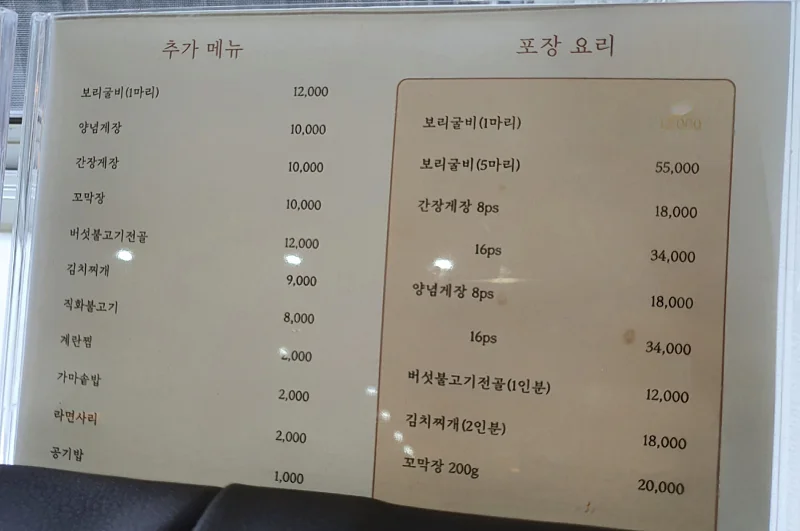 추가 메뉴
보리굴비(1마리) 12,000
양념게장 10,000
간장게장 10,000
꼬막장 10,000
버섯불고기전골 12,000
김치찌개 9,000
직화불고기 8,000
계란찜
가마솥밥 2,000
라면사리 2,000
공기밥 1,000
포장 요리
보리굴비(1마리)
보리굴비(5마리) 55,000
간장게장 8ps 18,000
16ps 34,000
양념게장 8ps 18,000
16ps 34,000
버섯불고기전골(1인분) 12,000
김치찌개(2인분) 18,000
꼬막장 200g 20,000